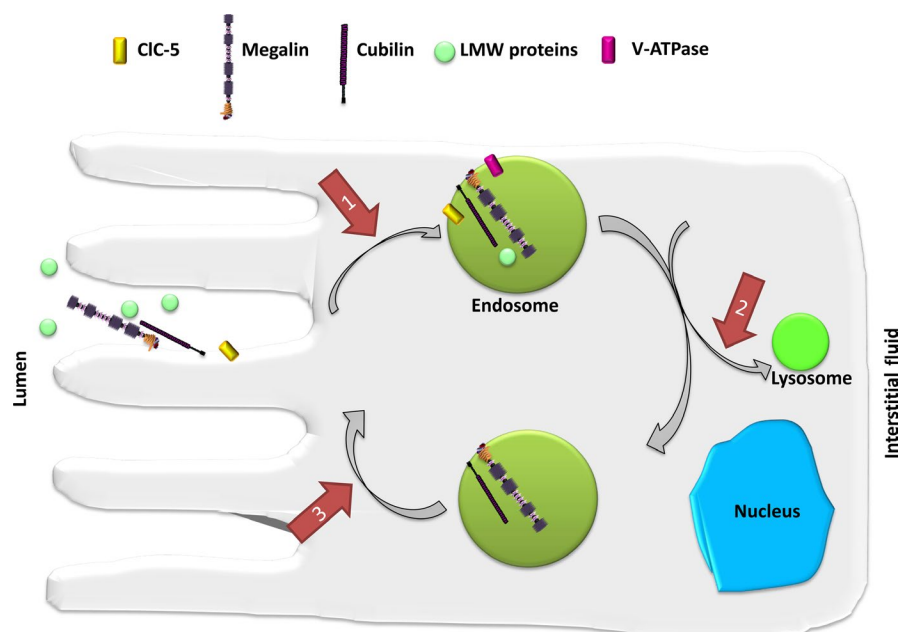 ClC-5
Megalin
Cubilin
LMW proteins
V-ATPase
1
Endosome
2
Lysosome
Lumen
Interstitial fluid
3
Nucleus